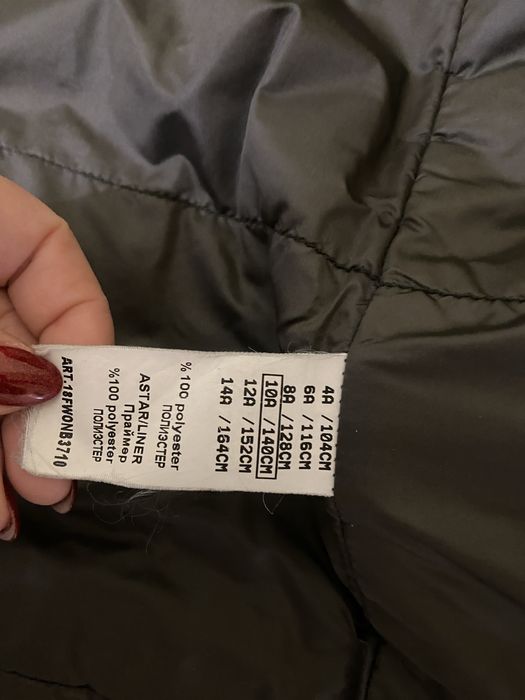 4A /104CM
6A /116CM
8A /128CM
10A /140CM
12A /152CM
14A /164CM
%100 polyester
ПОЛИЭСТЕР
ASTAR/LINER
Праймер
%100 polyester
ПОЛИЭСТЕР
ART.18FWONB3710